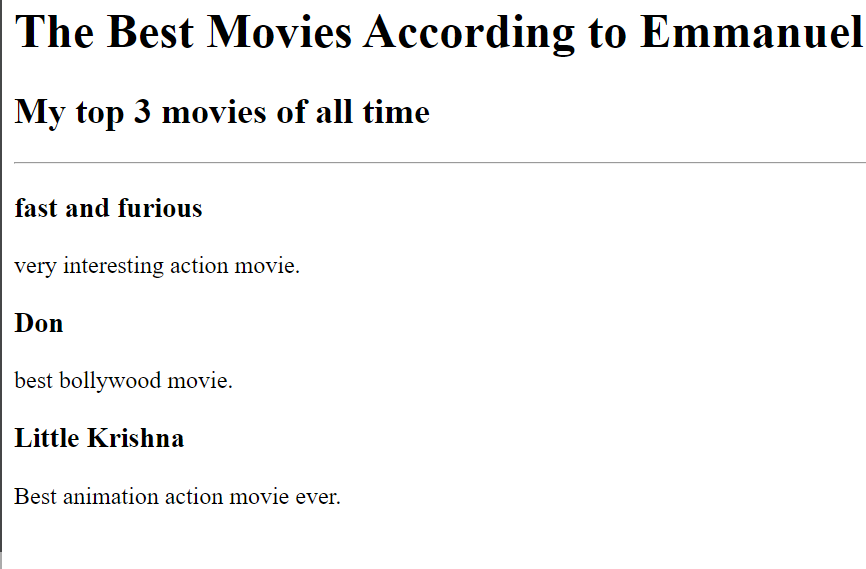 The Best Movies According to Emmanuel
My top 3 movies of all time
fast and furious
very interesting action movie.
Don
best bollywood movie.
Little Krishna
Best animation action movie ever.